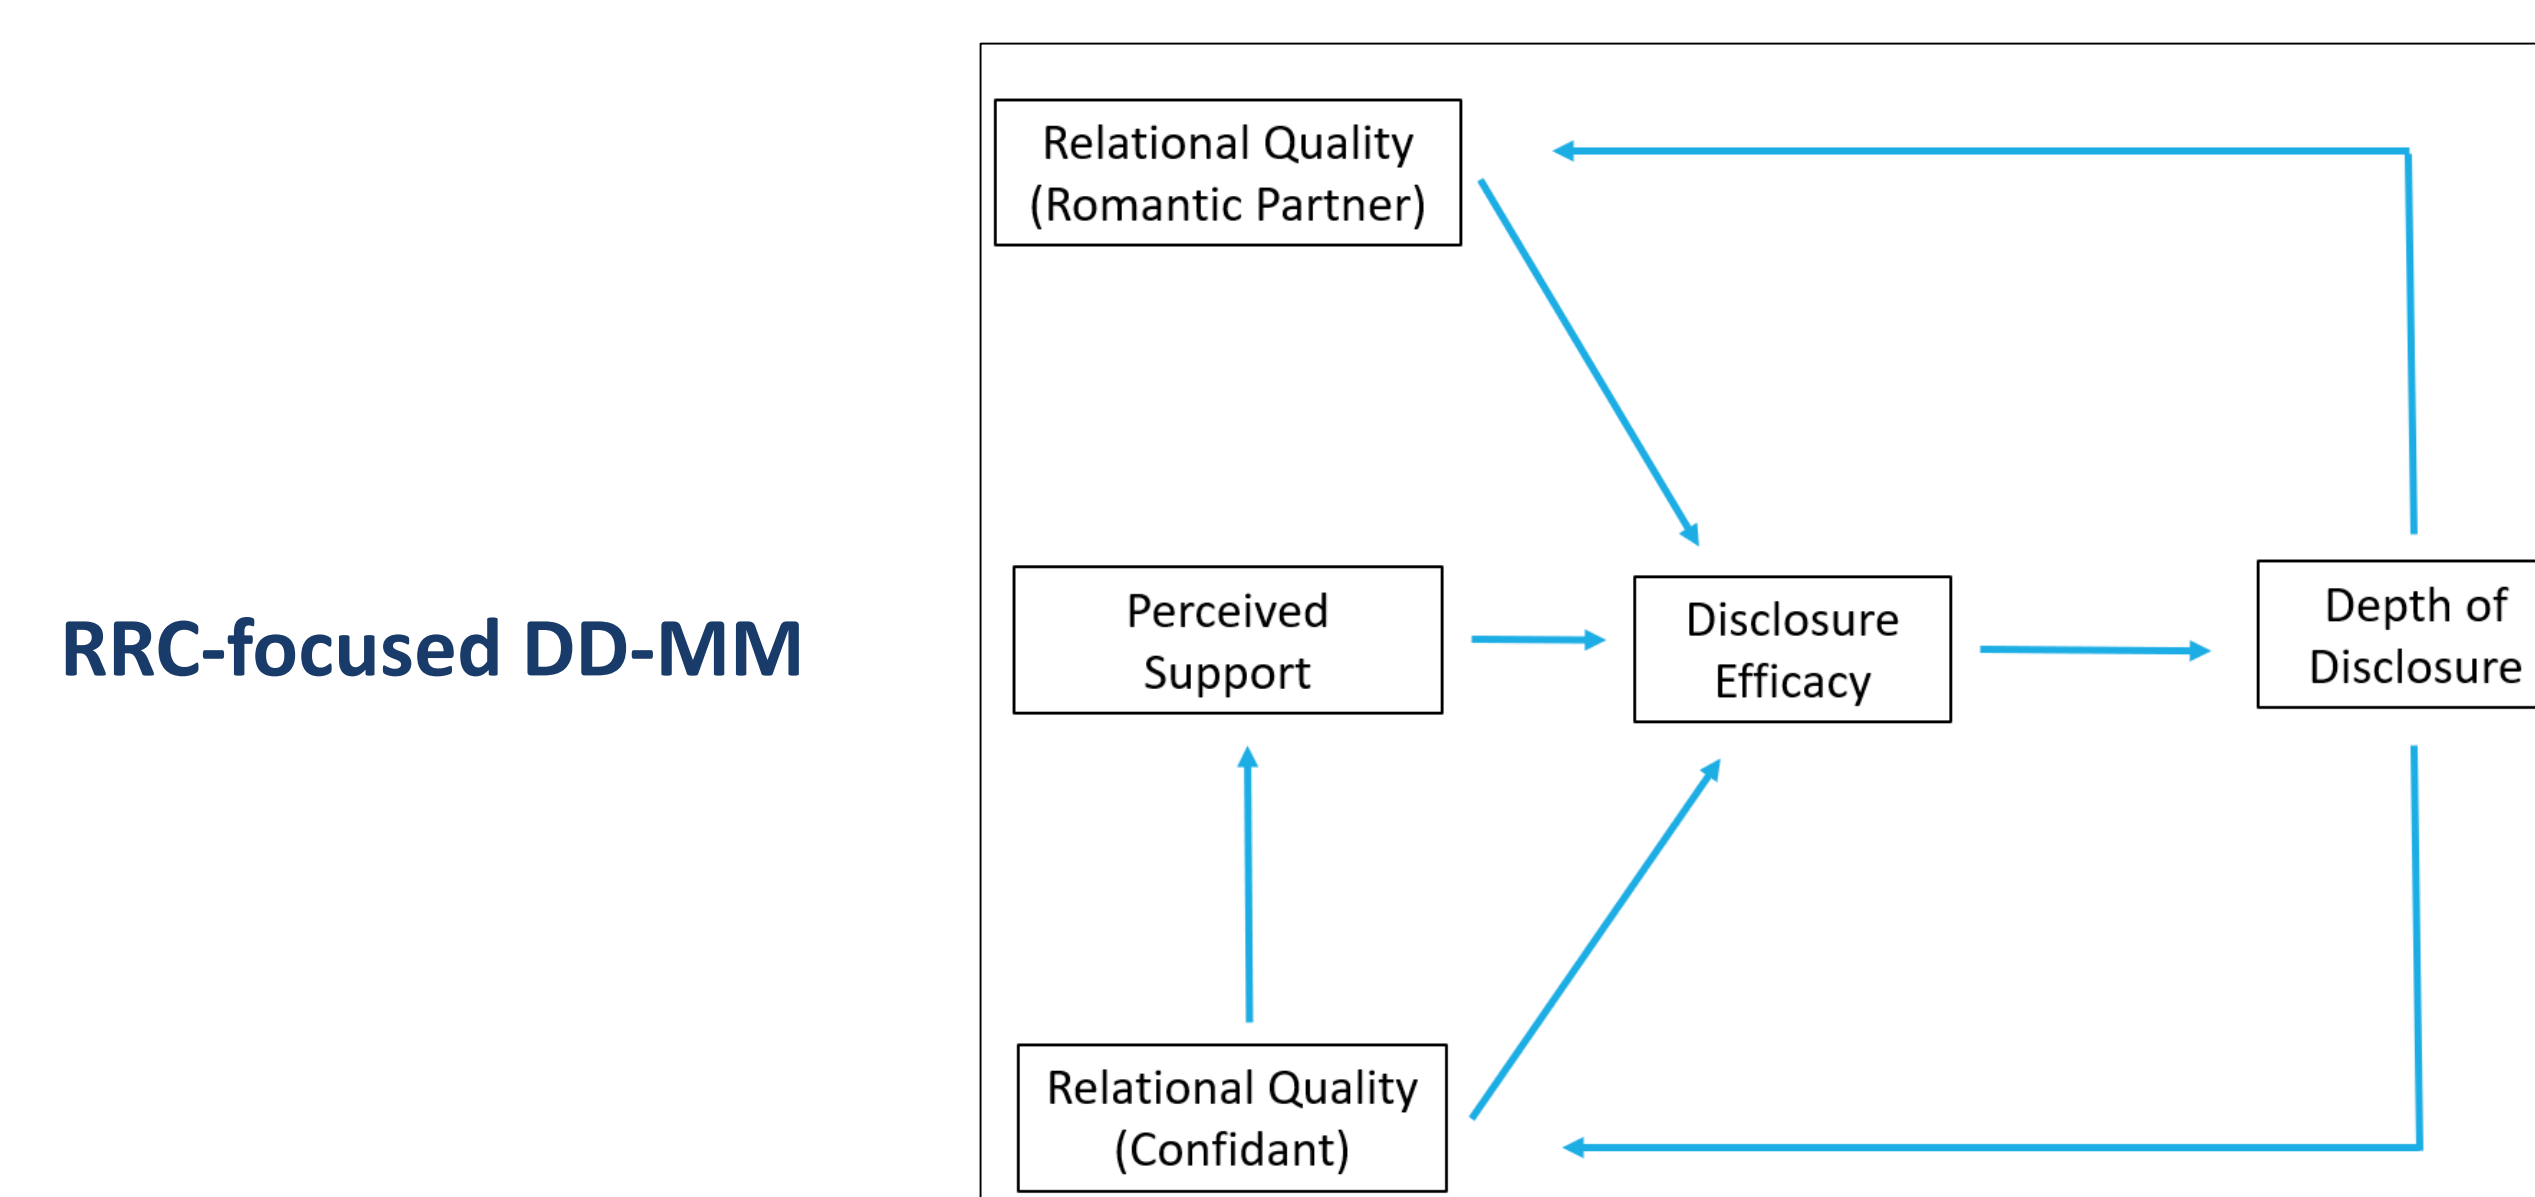 Relational Quality
(Romantic Partner)
RRC-focused DD-MM
Perceived
Support
Disclosure
Efficacy
Depth of
Disclosure
Relational Quality
(Confidant)